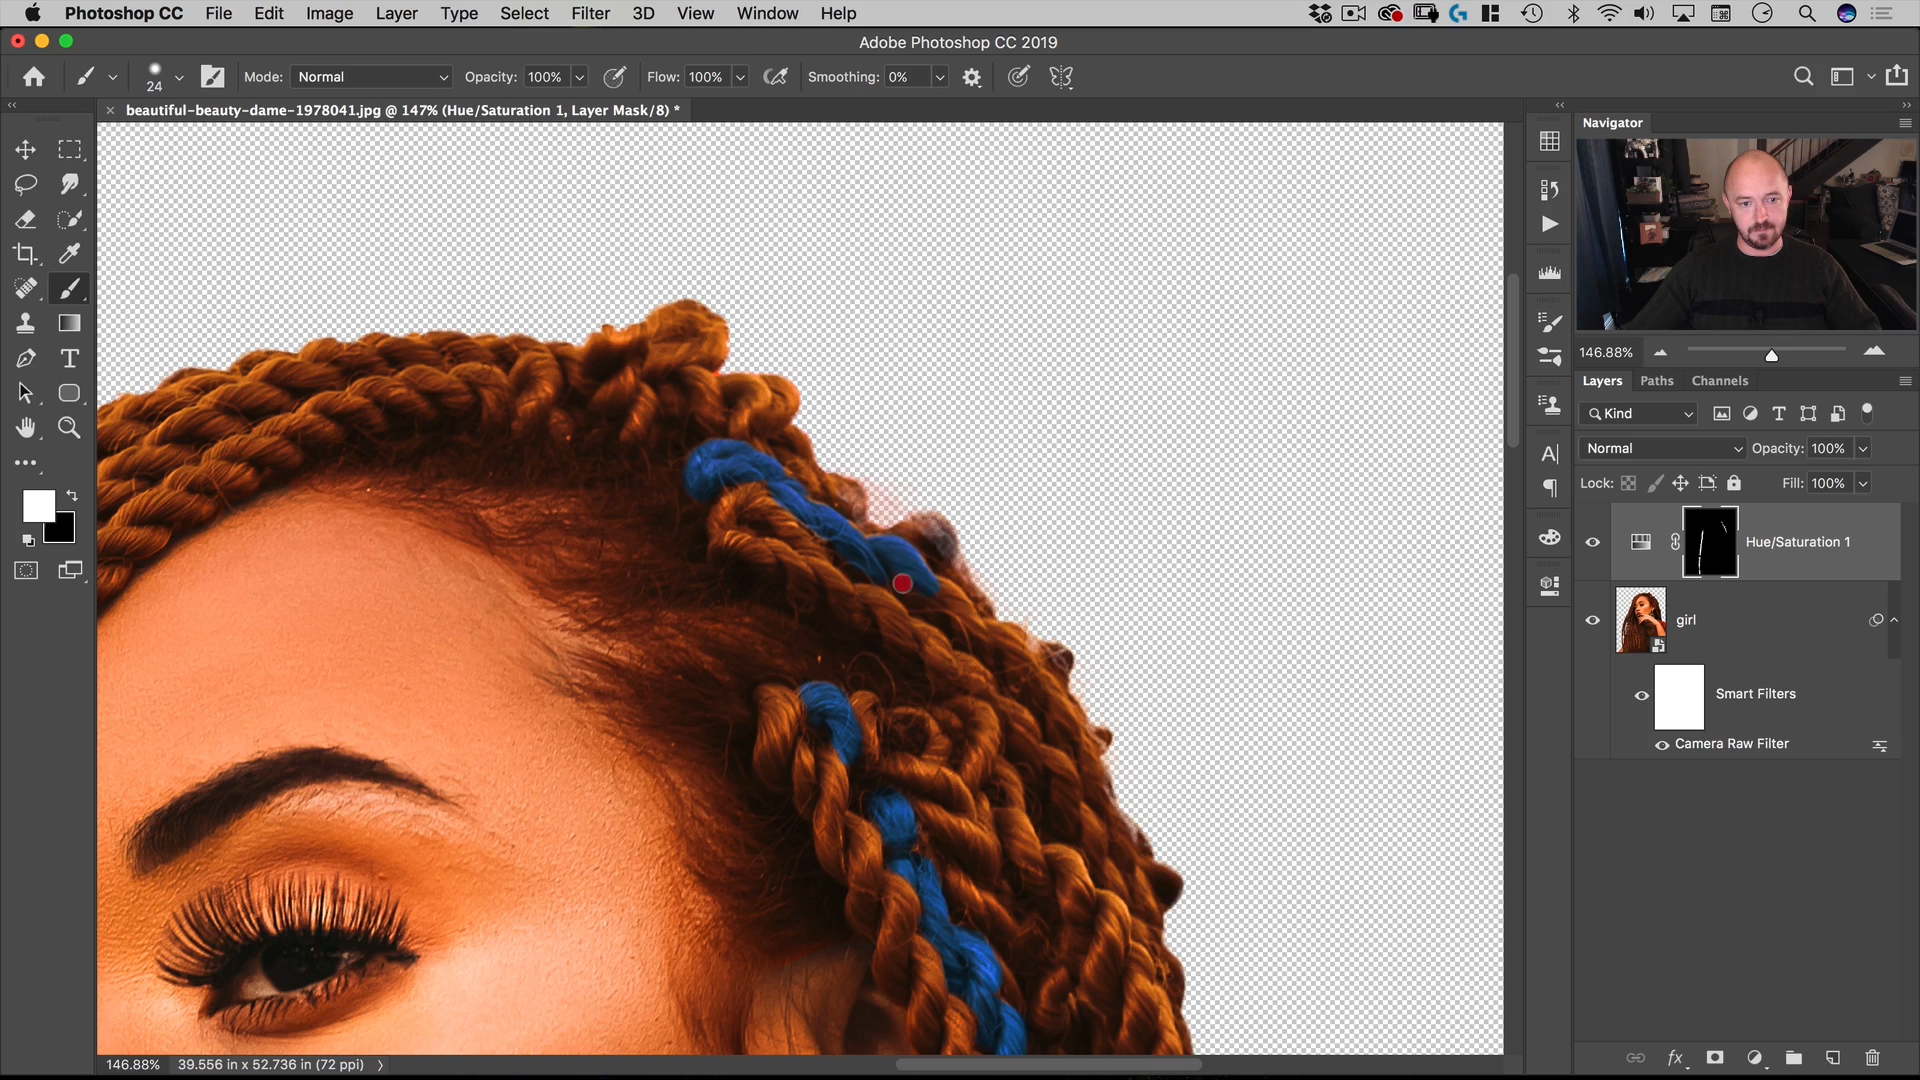 Photoshop CC File Edit Image Layer Type Select Filter 3D View Window Help
Adobe Photoshop CC 2019
24 Mode: Normal Opacity: 100% Flow: 100% Smoothing: 0%
beautiful-beauty-dame-1978041.jpg @ 147% (Hue/Saturation 1, Layer Mask/8) *
Navigator
146.88%
Layers Paths Channels
Kind
Normal Opacity: 100%
Lock: Fill: 100%
Hue/Saturation 1
girl
Smart Filters
Camera Raw Filter
fx
146.88% 39.556 in x 52.736 in (72 ppi)